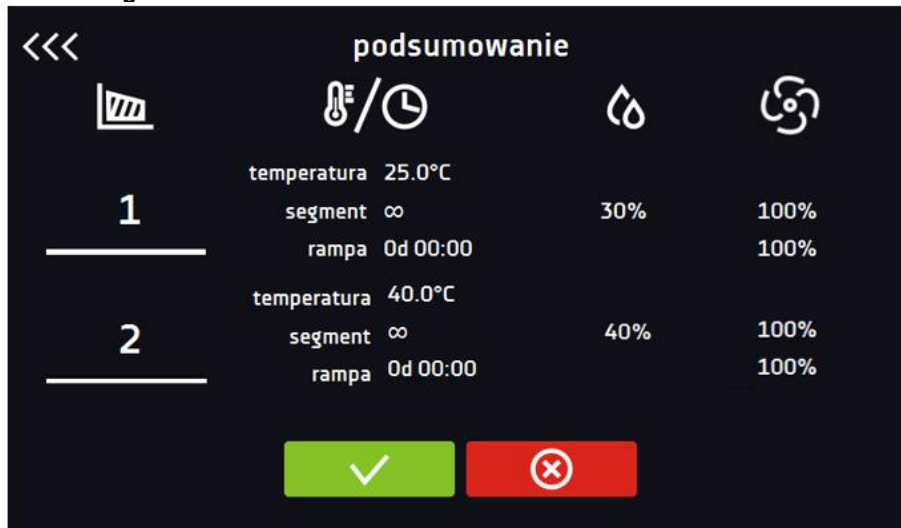 <<< podsumowanie
temperatura 25.0°C
1 segment ∞ 30% 100%
rampa 0d 00:00 100%
temperatura 40.0°C
2 segment ∞ 40% 100%
rampa 0d 00:00 100%